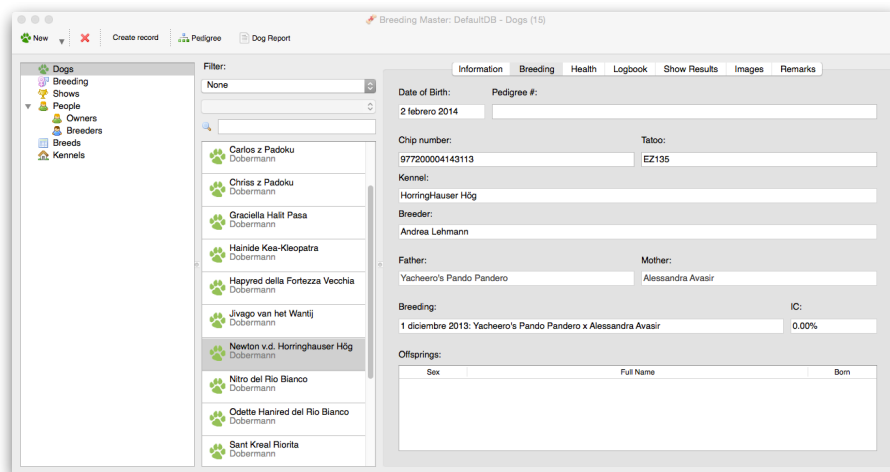 Breeding Master: DefaultDB - Dogs (15)
New
Create record
Pedigree
Dog Report
Dogs
Breeding
Shows
People
Owners
Breeders
Breeds
Kennels
Filter:
None
Carlos z Padoku
Dobermann
Chriss z Padoku
Dobermann
Graciella Halit Pasa
Dobermann
Hainide Kea-Kleopatra
Dobermann
Hapyred della Fortezza Vecchia
Dobermann
Jivago van het Wantij
Dobermann
Newton v.d. Horringhauser Hög
Dobermann
Nitro del Rio Bianco
Dobermann
Odette Hanired del Rio Bianco
Dobermann
Sant Kreal Riorita
Dobermann
Information Breeding Health Logbook Show Results Images Remarks
Date of Birth: Pedigree #:
2 febrero 2014
Chip number: Tatoo:
977200004143113 EZ135
Kennel:
HorringHauser Hög
Breeder:
Andrea Lehmann
Father: Mother:
Yacheero's Pando Pandero Alessandra Avasir
Breeding: IC:
1 diciembre 2013: Yacheero's Pando Pandero x Alessandra Avasir 0.00%
Offsprings:
Sex Full Name Born